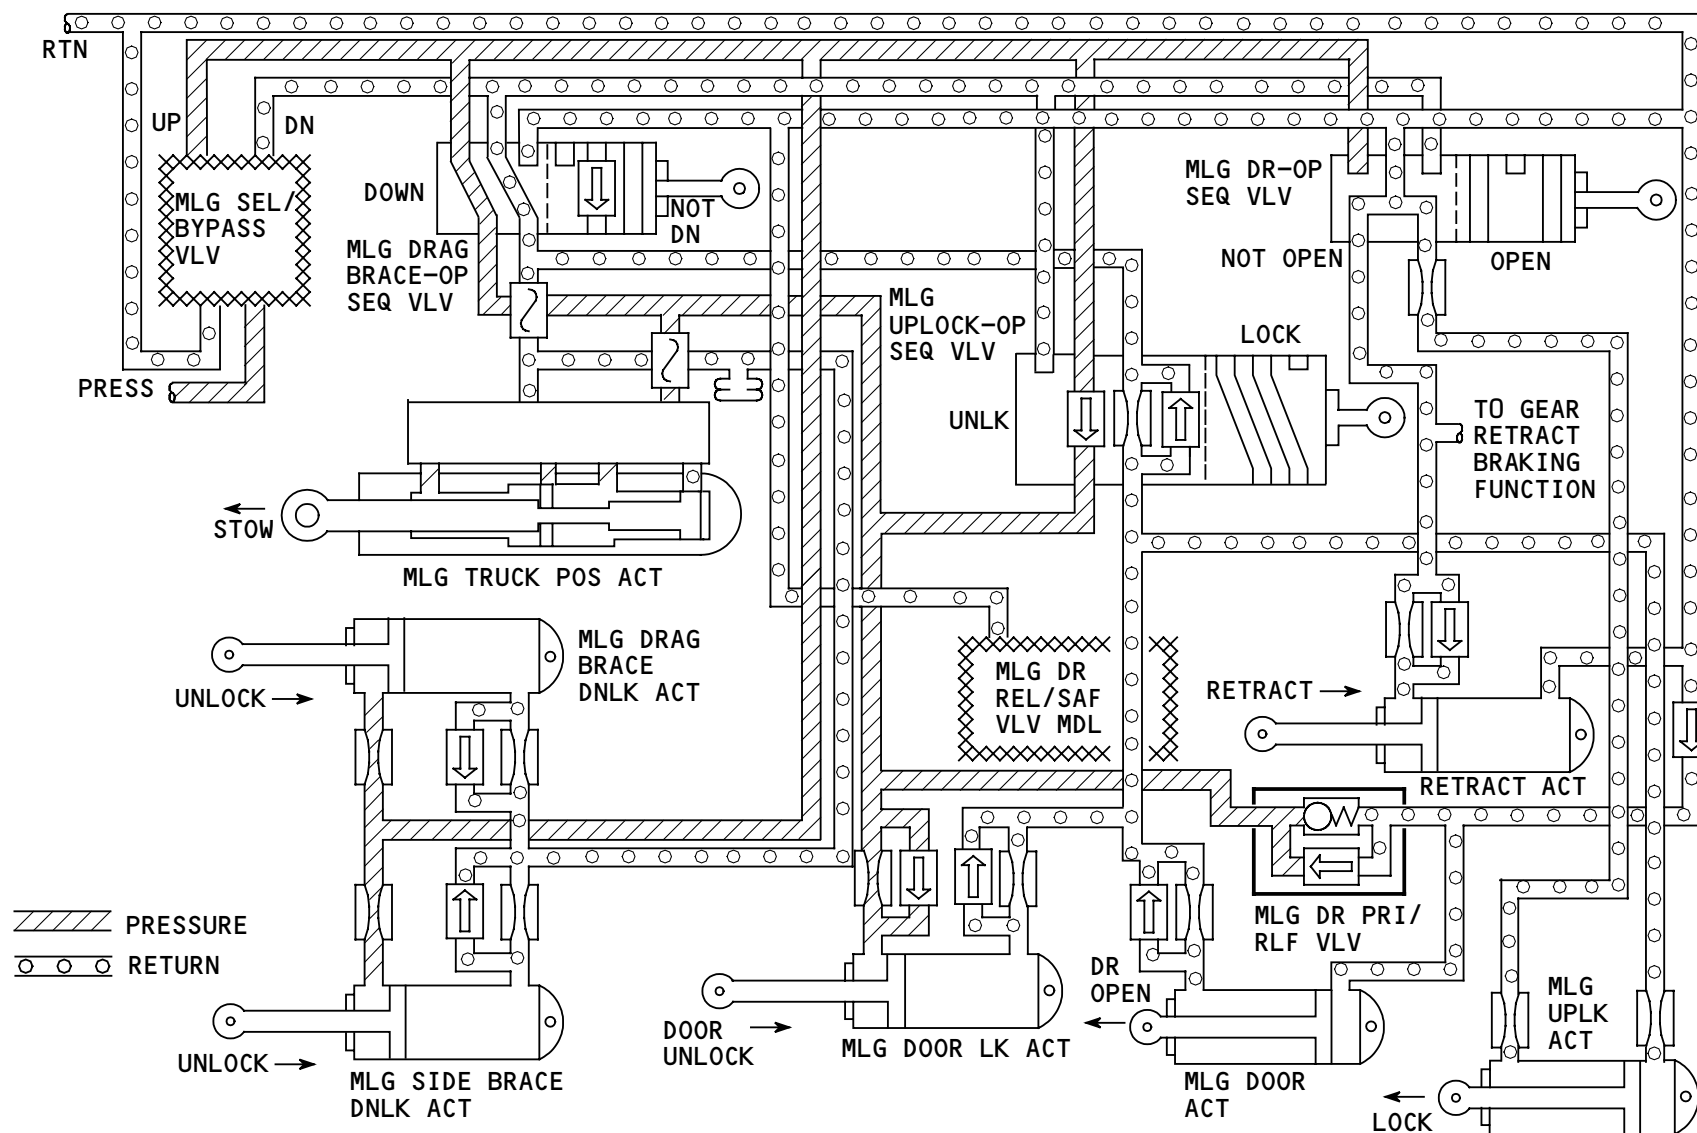 RTN
UP
DN
MLG SEL/
BYPASS
VLV
PRESS
DOWN
NOT
DN
MLG DRAG
BRACE-OP
SEQ VLV
MLG
UPLOCK-OP
SEQ VLV
UNLK
LOCK
MLG DR-OP
SEQ VLV
NOT OPEN
OPEN
TO GEAR
RETRACT
BRAKING
FUNCTION
STOW
MLG TRUCK POS ACT
MLG DRAG
BRACE
DNLK ACT
UNLOCK
MLG DR
REL/SAF
VLV MDL
RETRACT
RETRACT ACT
MLG DR PRI/
RLF VLV
PRESSURE
RETURN
UNLOCK
MLG SIDE BRACE
DNLK ACT
DOOR
UNLOCK
MLG DOOR LK ACT
DR
OPEN
MLG DOOR
ACT
MLG
UPLK
ACT
LOCK